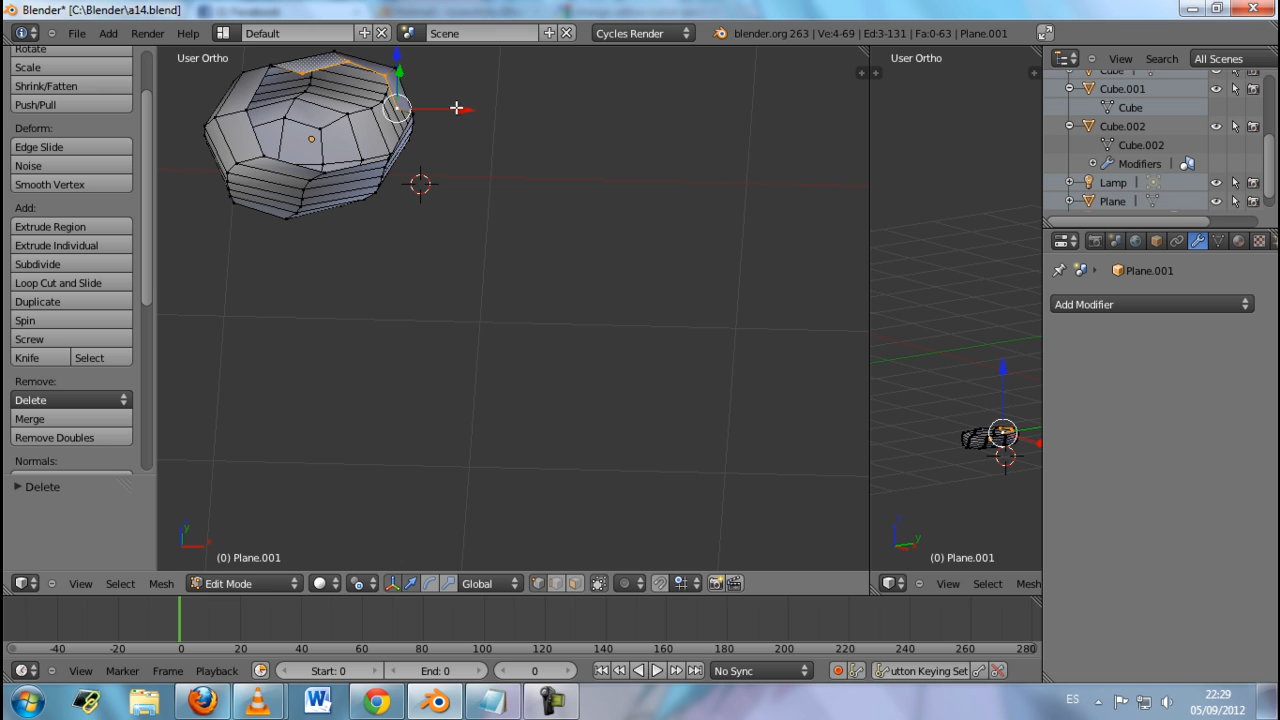 Blender* [C:\Blender\a14.blend]
File Add Render Help Default Scene Cycles Render blender.org 263 | Ve:4-69 | Ed:3-131 | Fa:0-63 | Plane.001
Rotate
Scale
Shrink/Fatten
Push/Pull
Deform:
Edge Slide
Noise
Smooth Vertex
Add:
Extrude Region
Extrude Individual
Subdivide
Loop Cut and Slide
Duplicate
Spin
Screw
Knife Select
Remove:
Delete
Merge
Remove Doubles
Normals:
Delete
User Ortho
(0) Plane.001
User Ortho
(0) Plane.001
View Search All Scenes
Cube
Cube.001
Cube
Cube.002
Cube.002
Modifiers
Lamp
Plane
Plane.001
Add Modifier
View Select Mesh Edit Mode Global
View Select Mesh
-40 -20 0 20 40 60 80 100 120 140 160 180 200 220 240 260 280
View Marker Frame Playback Start: 0 End: 0 0 No Sync utton Keying Set
ES 22:29
05/09/2012